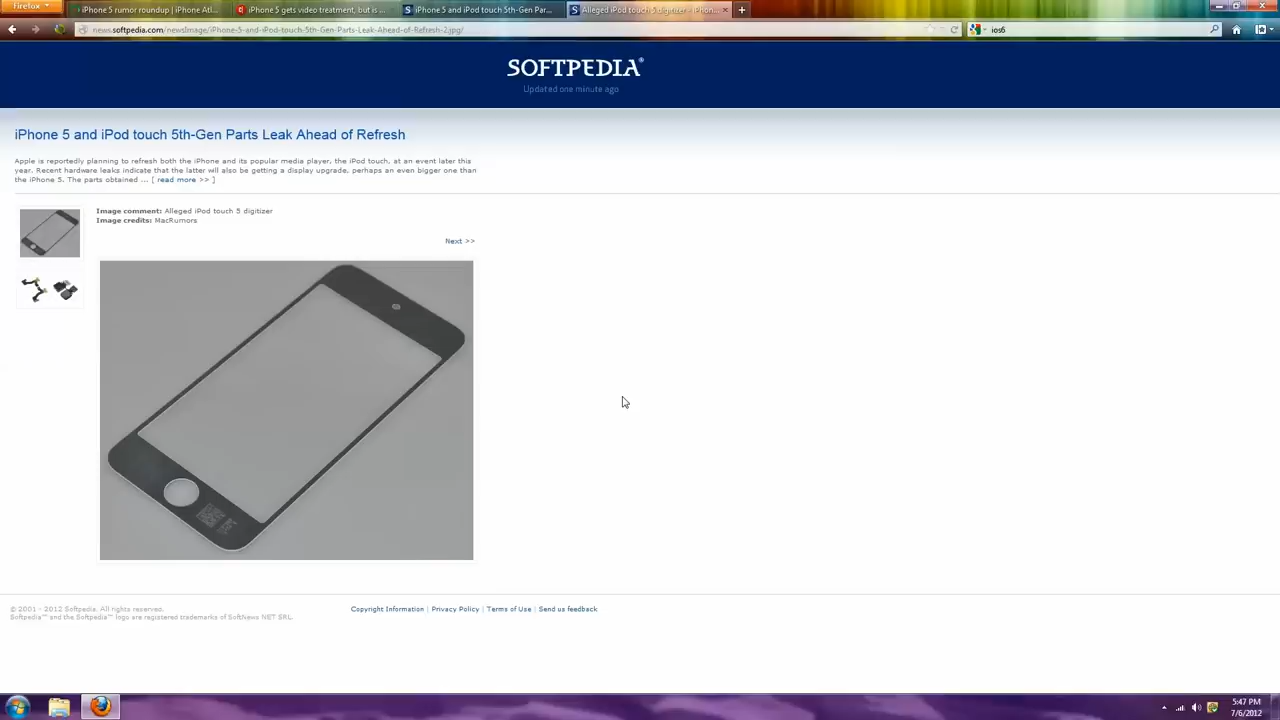 Firefox
iPhone 5 rumor roundup | iPhone Atl...
iPhone 5 gets video treatment, but is ...
iPhone 5 and iPod touch 5th-Gen Par...
Alleged iPod touch 5 digitizer - iPhon...
news.softpedia.com/newsImage/iPhone-5-and-iPod-touch-5th-Gen-Parts-Leak-Ahead-of-Refresh-2.jpg/
ios6
SOFTPEDIA®
Updated one minute ago
iPhone 5 and iPod touch 5th-Gen Parts Leak Ahead of Refresh
Apple is reportedly planning to refresh both the iPhone and its popular media player, the iPod touch, at an event later this
year. Recent hardware leaks indicate that the latter will also be getting a display upgrade, perhaps an even bigger one than
the iPhone 5. The parts obtained ... [ read more >> ]
Image comment: Alleged iPod touch 5 digitizer
Image credits: MacRumors
Next >>
© 2001 - 2012 Softpedia. All rights reserved.
Softpedia™ and the Softpedia™ logo are registered trademarks of SoftNews NET SRL.
Copyright Information | Privacy Policy | Terms of Use | Send us feedback
5:47 PM
7/6/2012